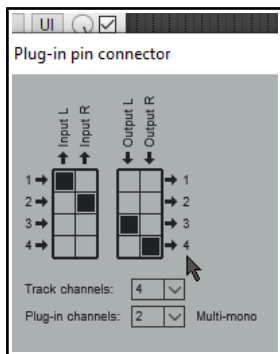 UI
Plug-in pin connector
Input L
Input R
Output L
Output R
1
2
3
4
1
2
3
4
Track channels: 4
Plug-in channels: 2 Multi-mono